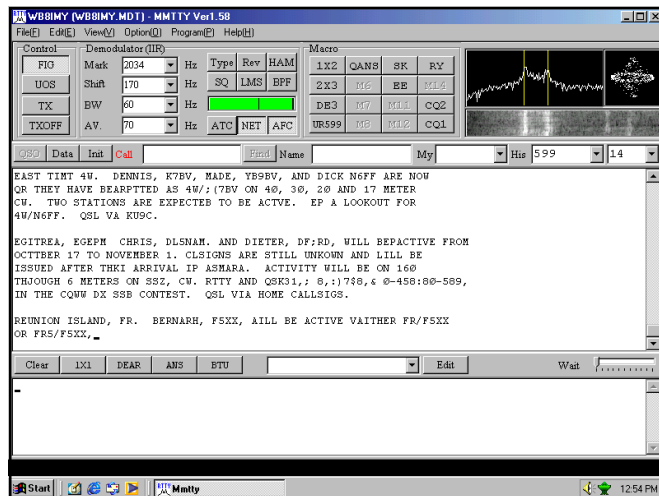 WB8IMY (WB8IMY.MDT) - MMTTY Ver1.58
File(F) Edit(E) View(V) Option(O) Program(P) Help(H)
Control Demodulator (IIR) Macro
FIG Mark 2034 Hz Type Rev HAM 1X2 QANS SK RY
UOS Shift 170 Hz SQ LMS BPF 2X3 M6 EE M14
TX BW 60 Hz DE3 M7 M11 CQ2
TXOFF AV. 70 Hz ATC NET AFC UR599 M8 M12 CQ1
QSO Data Init Call Find Name My His 599 14
EAST TIMT 4W. DENNIS, K7BV, MADE, YB9BV, AND DICK N6FF ARE NOW
QR THEY HAVE BEARPTTED AS 4W/;(7BV ON 40, 30, 20 AND 17 METER
CW. TWO STATIONS ARE EXPECTEB TO BE ACTVE. EP A LOOKOUT FOR
4W/N6FF. QSL VA KU9C.
EGITREA, EGEPM CHRIS, DL5NAM. AND DIETER, DF;RD, WILL BEPACTIVE FROM
OCTTBER 17 TO NOVEMBER 1. CLSIGNS ARE STILL UNKOWN AND LILL BE
ISSUED AFTER THKI ARRIVAL IP ASMARA. ACTIVITY WILL BE ON 160
THJOUGH 6 METERS ON SSZ, CW. RTTY AND QSK31,; 8,:)7$8,& 0-458:80-589,
IN THE CQWW DX SSB CONTEST. QSL VIA HOME CALLSIGS.
REUNION ISLAND, FR. BERNARH, F5XX, AILL BE ACTIVE VAITHER FR/F5XX
OR FR5/F5XX,_
Clear 1X1 DEAR ANS BTU Edit Wait
Start Mmtty 12:54 PM